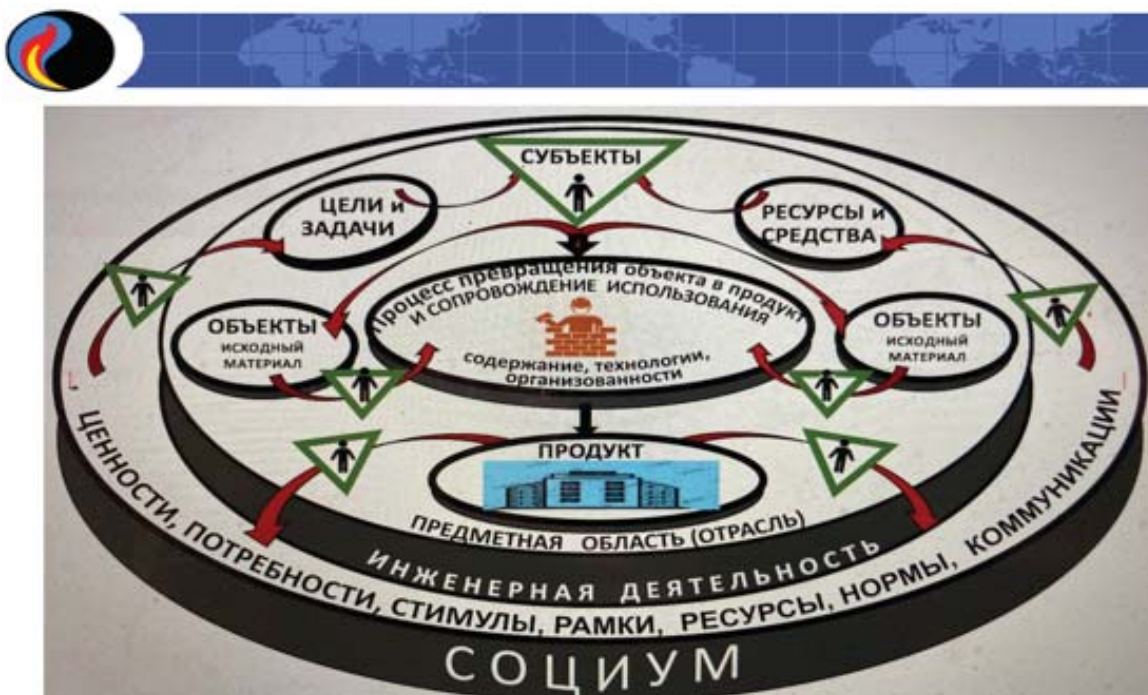 СУБЪЕКТЫ
ЦЕЛИ и
ЗАДАЧИ
РЕСУРСЫ и
СРЕДСТВА
Процесс превращения объекта в продукт
И СОПРОВОЖДЕНИЕ ИСПОЛЬЗОВАНИЯ
содержание, технологии,
организованности
ОБЪЕКТЫ
ИСХОДНЫЙ
МАТЕРИАЛ
ОБЪЕКТЫ
ИСХОДНЫЙ
МАТЕРИАЛ
ПРОДУКТ
ПРЕДМЕТНАЯ ОБЛАСТЬ (ОТРАСЛЬ)
ИНЖЕНЕРНАЯ ДЕЯТЕЛЬНОСТЬ
ЦЕННОСТИ, ПОТРЕБНОСТИ, СТИМУЛЫ, РАМКИ, РЕСУРСЫ, НОРМЫ, КОММУНИКАЦИИ
СОЦИУМ